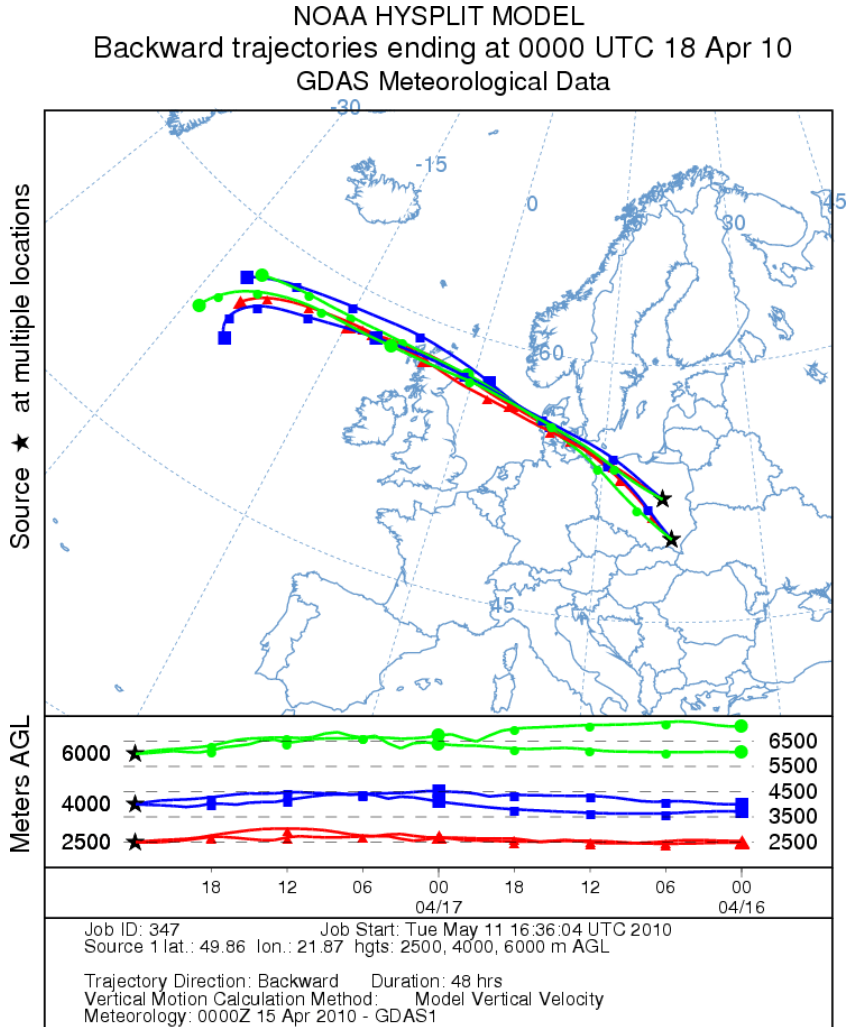 NOAA HYSPLIT MODEL
Backward trajectories ending at 0000 UTC 18 Apr 10
GDAS Meteorological Data
Source ★ at multiple locations
-30
-15
0
15
30
45
60
45
Meters AGL
6000
4000
2500
6500
5500
4500
3500
2500
18 12 06 00 18 12 06 00
04/17 04/16
Job ID: 347 Job Start: Tue May 11 16:36:04 UTC 2010
Source 1 lat.: 49.86 lon.: 21.87 hgts: 2500, 4000, 6000 m AGL
Trajectory Direction: Backward Duration: 48 hrs
Vertical Motion Calculation Method: Model Vertical Velocity
Meteorology: 0000Z 15 Apr 2010 - GDAS1